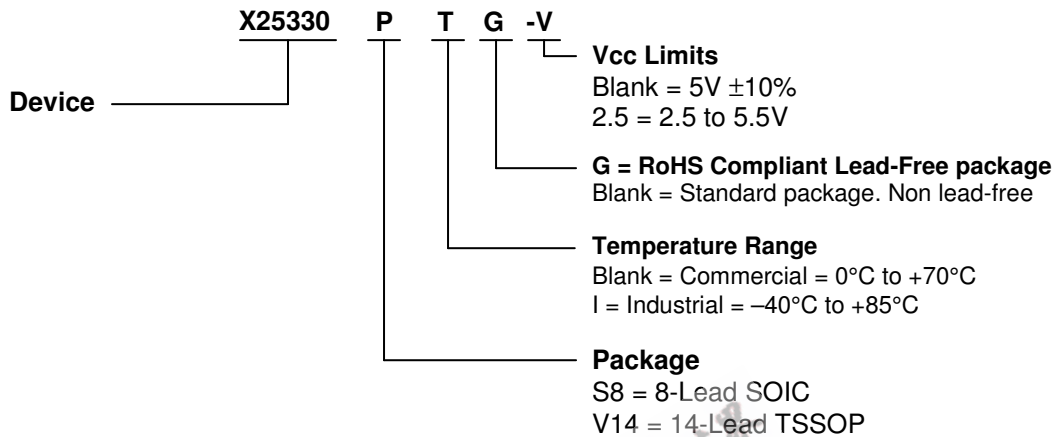 X25330 P T G -V
Device
Vcc Limits
Blank = 5V ±10%
2.5 = 2.5 to 5.5V
G = RoHS Compliant Lead-Free package
Blank = Standard package. Non lead-free
Temperature Range
Blank = Commercial = 0°C to +70°C
I = Industrial = –40°C to +85°C
Package
S8 = 8-Lead SOIC
V14 = 14-Lead TSSOP